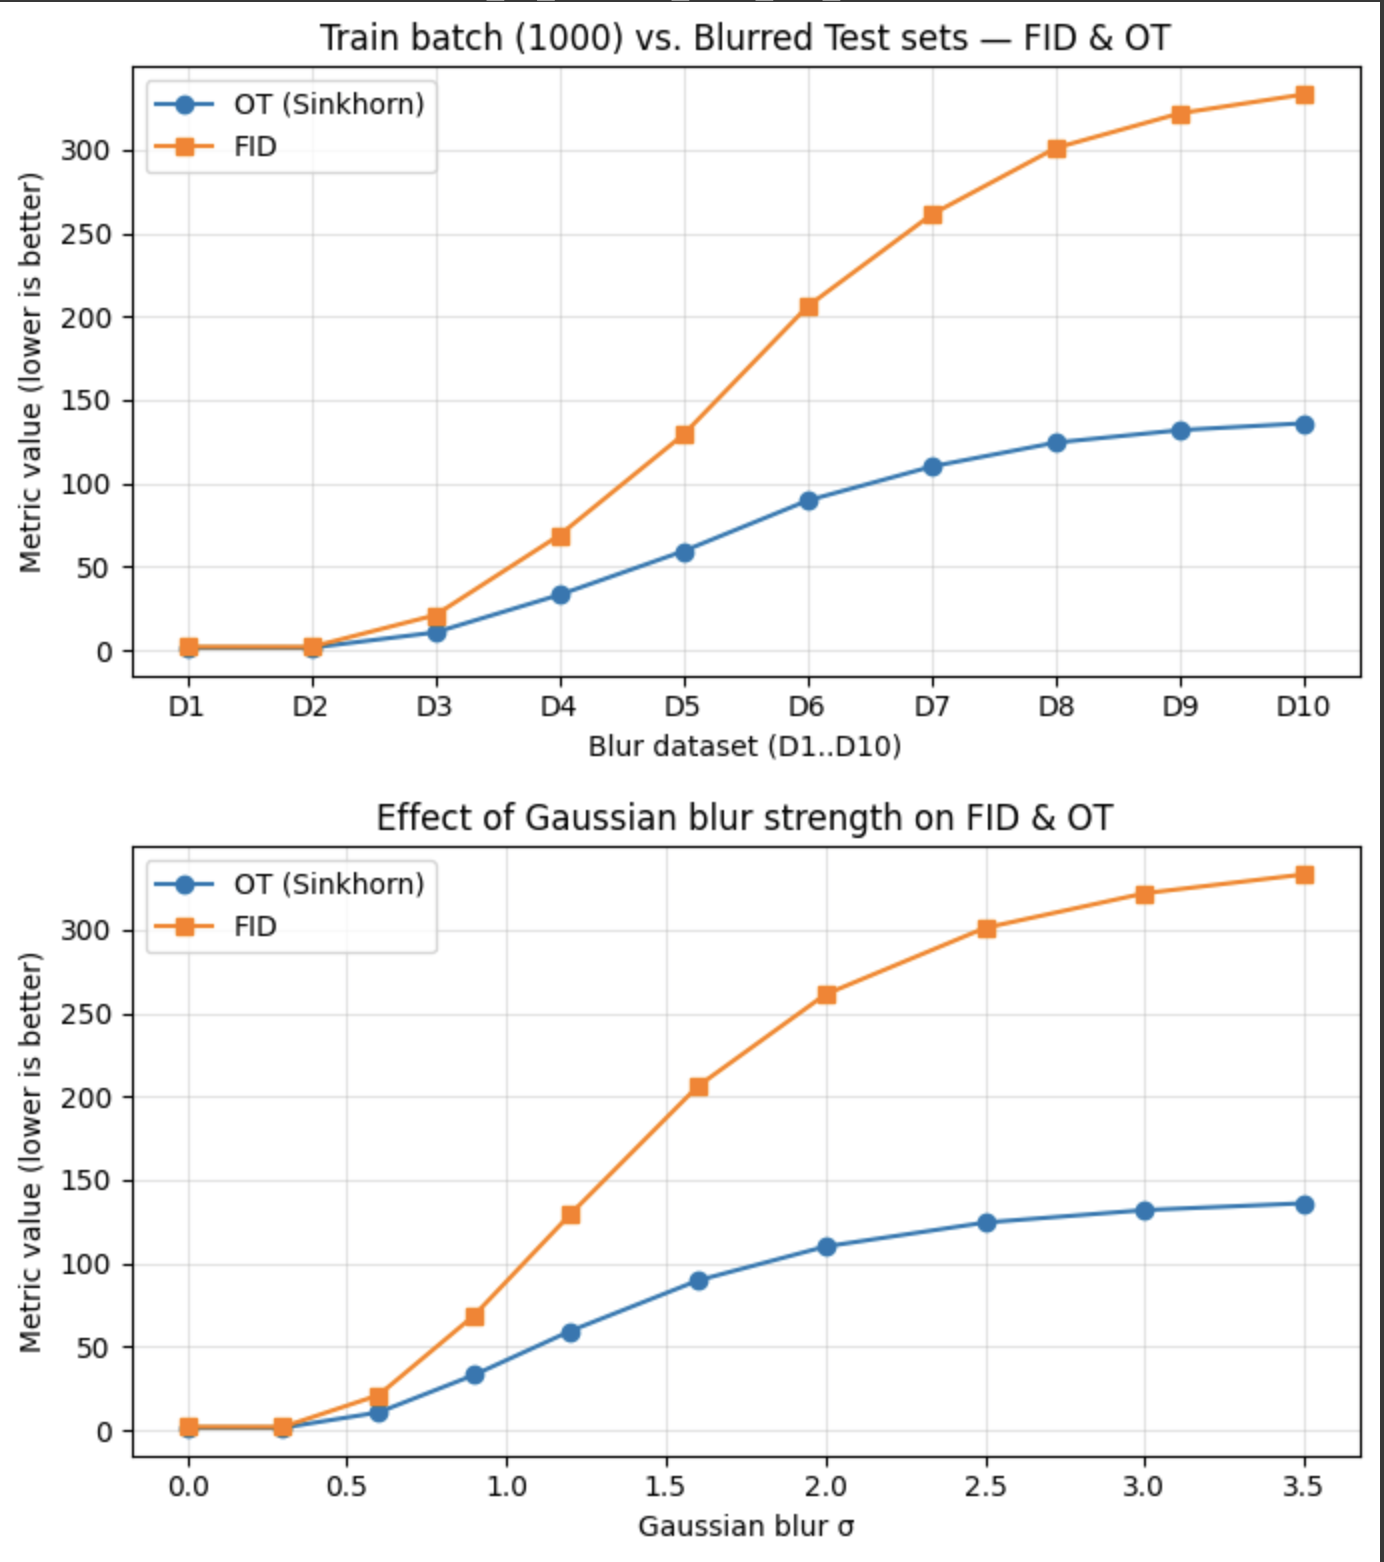 Train batch (1000) vs. Blurred Test sets — FID & OT
OT (Sinkhorn)
FID
Metric value (lower is better)
300
250
200
150
100
50
0
D1 D2 D3 D4 D5 D6 D7 D8 D9 D10
Blur dataset (D1..D10)
Effect of Gaussian blur strength on FID & OT
OT (Sinkhorn)
FID
Metric value (lower is better)
300
250
200
150
100
50
0
0.0 0.5 1.0 1.5 2.0 2.5 3.0 3.5
Gaussian blur σ